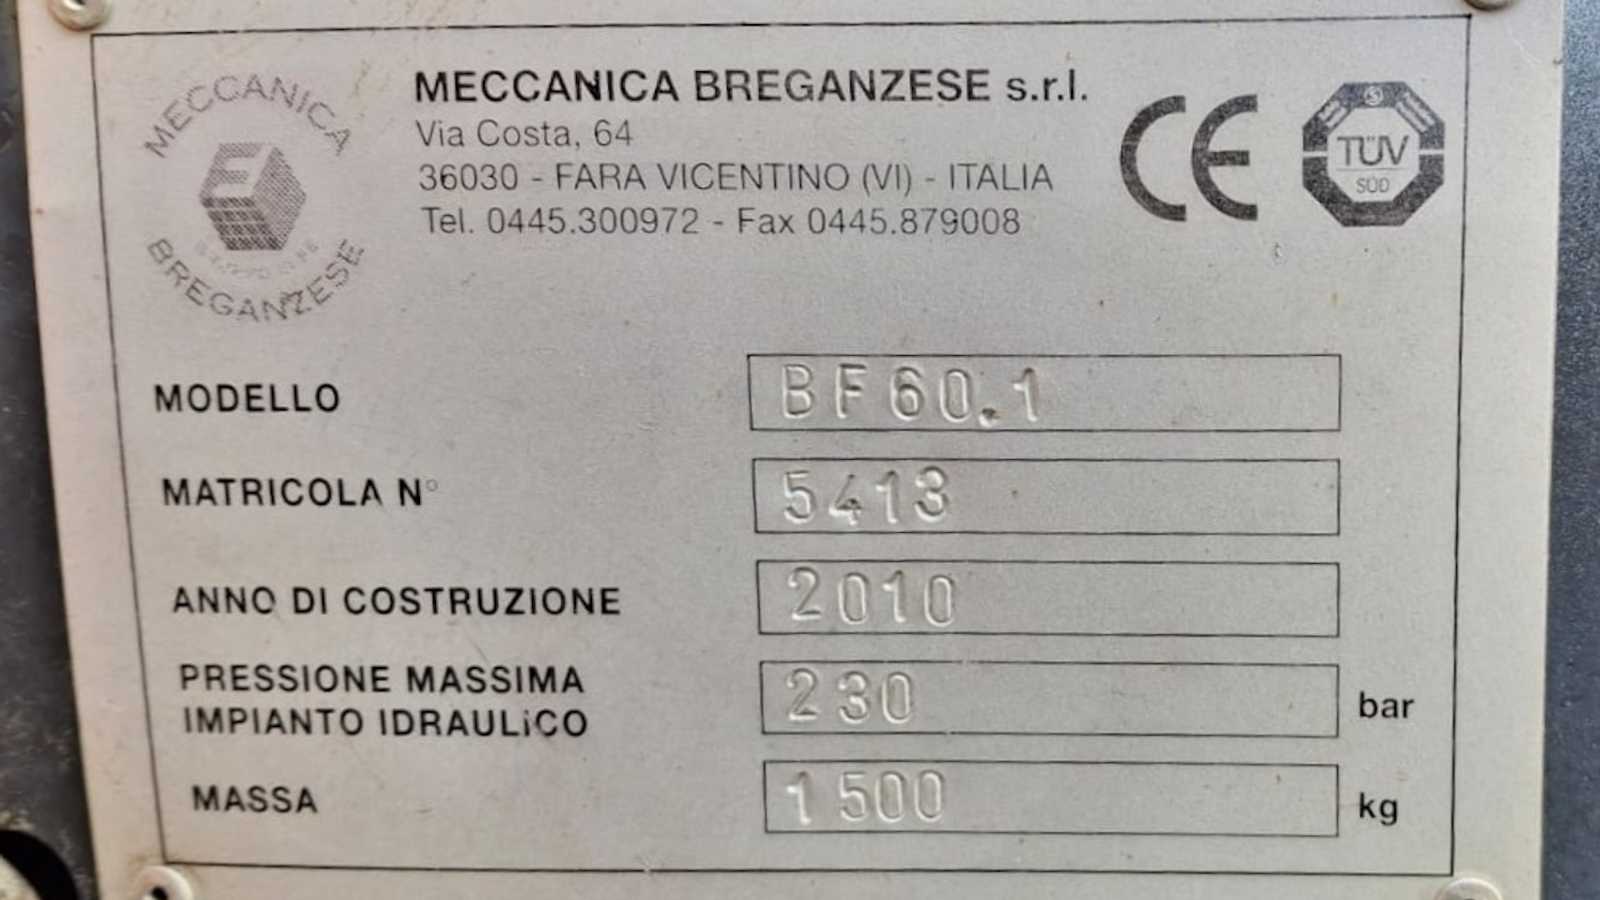 MECCANICA
BREGANZESE
MECCANICA BREGANZESE s.r.l.
Via Costa, 64
36030 - FARA VICENTINO (VI) - ITALIA
Tel. 0445.300972 - Fax 0445.879008
CE
TÜV
SÜD
MODELLO BF60.1
MATRICOLA N° 5413
ANNO DI COSTRUZIONE 2010
PRESSIONE MASSIMA
IMPIANTO IDRAULiCO 230 bar
MASSA 1500 kg